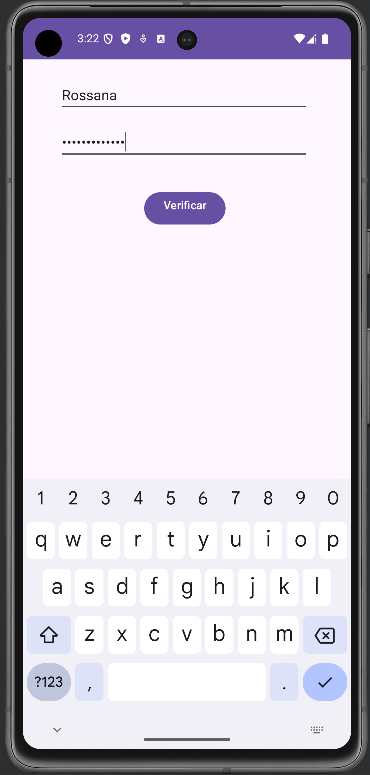 3:22
Rossana
•••••••••••••
Verificar
1 2 3 4 5 6 7 8 9 0
q w e r t y u i o p
a s d f g h j k l
z x c v b n m
?123 , .